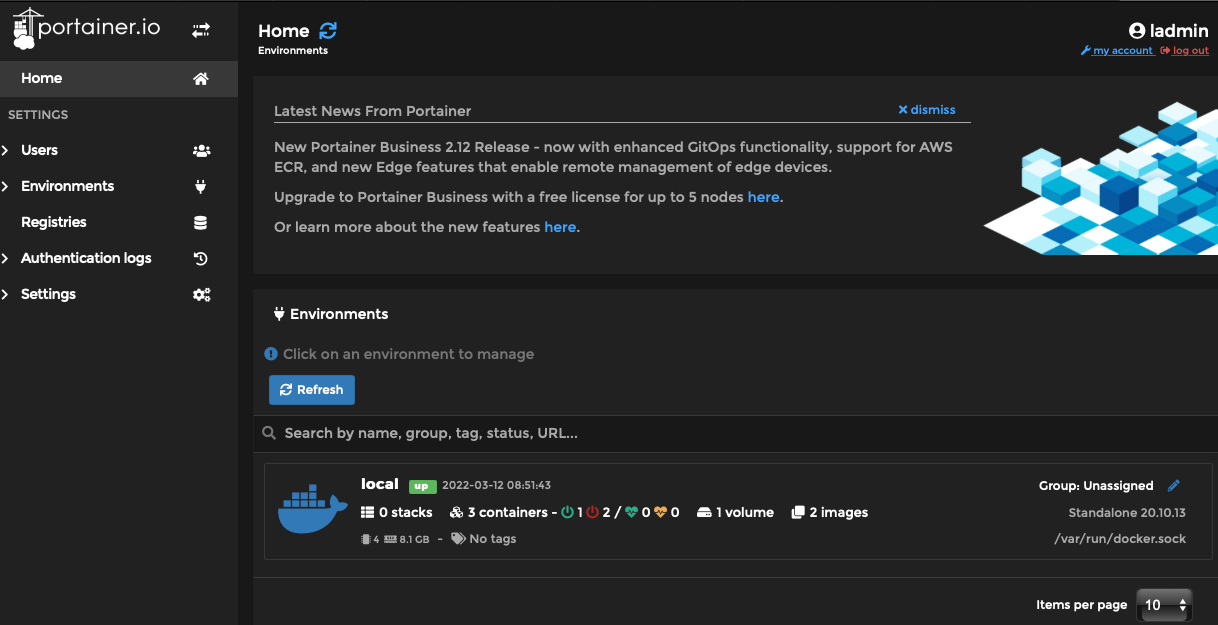 portainer.io
Home
Environments
ladmin
my account log out
Home
SETTINGS
Users
Environments
Registries
Authentication logs
Settings
Latest News From Portainer
dismiss
New Portainer Business 2.12 Release - now with enhanced GitOps functionality, support for AWS
ECR, and new Edge features that enable remote management of edge devices.
Upgrade to Portainer Business with a free license for up to 5 nodes here.
Or learn more about the new features here.
Environments
Click on an environment to manage
Refresh
Search by name, group, tag, status, URL...
local up 2022-03-12 08:51:43
Group: Unassigned
0 stacks 3 containers - 1 2 / 0 0 1 volume 2 images
Standalone 20.10.13
4 8.1 GB - No tags
/var/run/docker.sock
Items per page 10